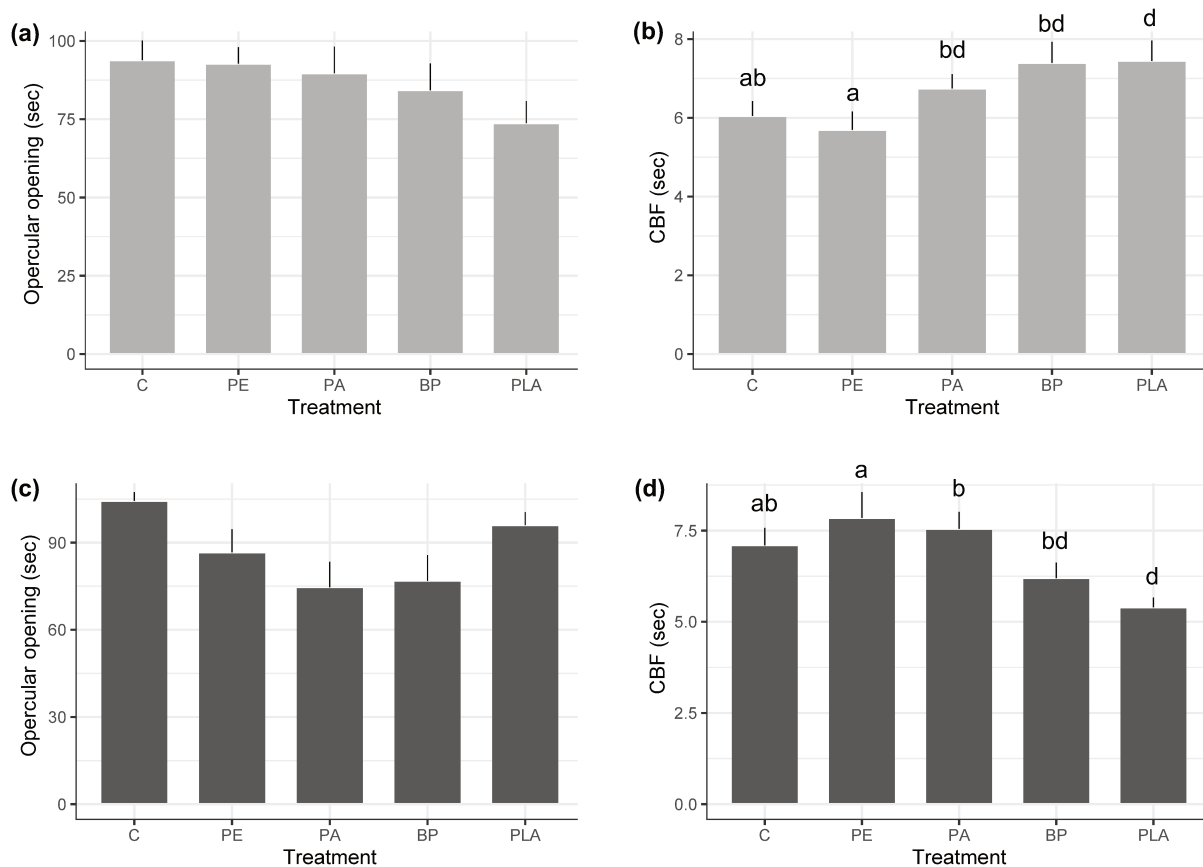 (a)
Opercular opening (sec)
100
75
50
25
0
C PE PA BP PLA
Treatment
(b)
CBF (sec)
8
6
4
2
0
ab a bd bd d
C PE PA BP PLA
Treatment
(c)
Opercular opening (sec)
90
60
30
0
C PE PA BP PLA
Treatment
(d)
CBF (sec)
7.5
5.0
2.5
0.0
ab a b bd d
C PE PA BP PLA
Treatment